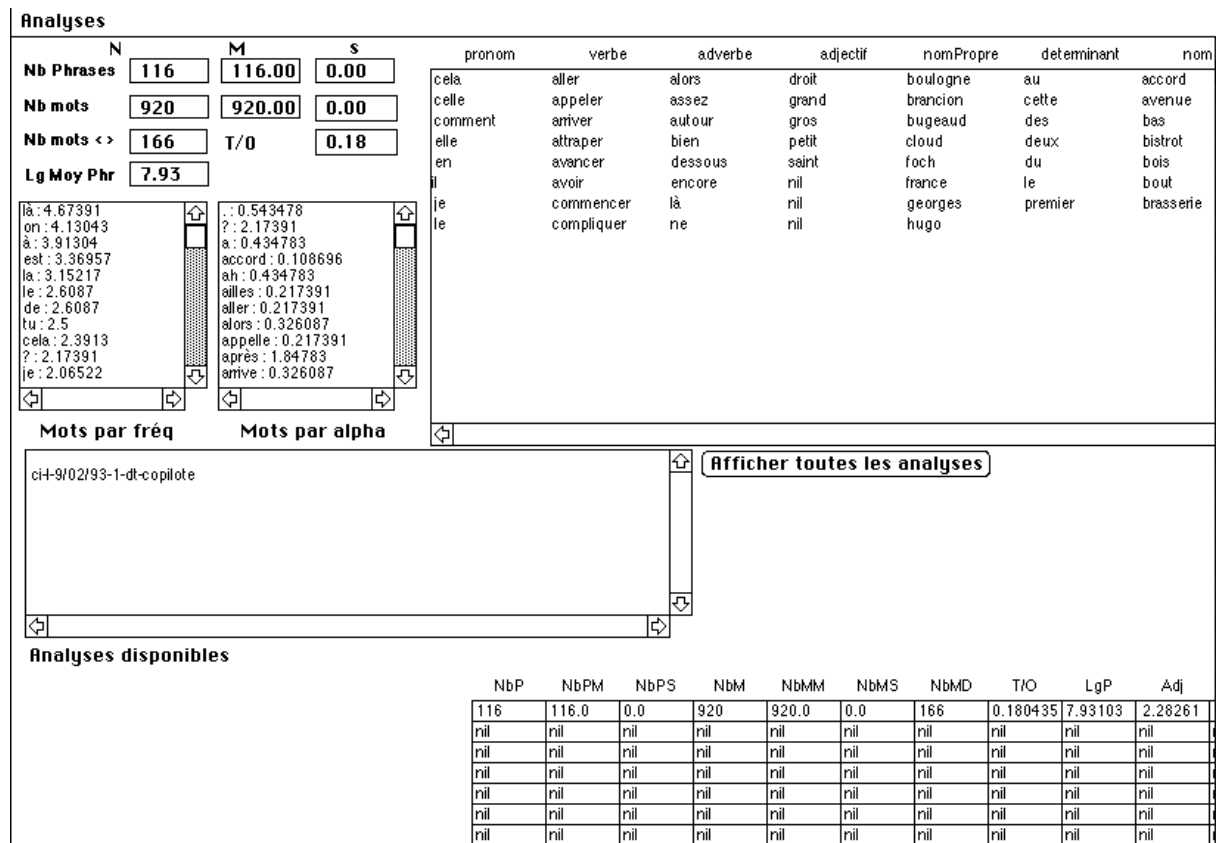 Analyses
N M S
Nb Phrases 116 116.00 0.00
Nb mots 920 920.00 0.00
Nb mots <> 166 T/O 0.18
Lg Moy Phr 7.93
là : 4.67391
on : 4.13043
à : 3.91304
est : 3.36957
la : 3.15217
le : 2.6087
de : 2.6087
tu : 2.5
cela : 2.3913
? : 2.17391
je : 2.06522
Mots par fréq
. : 0.543478
? : 2.17391
a : 0.434783
accord : 0.108696
ah : 0.434783
ailles : 0.217391
aller : 0.217391
alors : 0.326087
appelle : 0.217391
après : 1.84783
arrive : 0.326087
Mots par alpha
pronom verbe adverbe adjectif nomPropre determinant nom
cela aller alors droit boulogne au accord
celle appeler assez grand brancion cette avenue
comment arriver autour gros bugeaud des bas
elle attraper bien petit cloud deux bistrot
en avancer dessous saint foch du bois
il avoir encore nil france le bout
je commencer là nil georges premier brasserie
le compliquer ne nil hugo
ci-l-9/02/93-1-dt-copilote
Afficher toutes les analyses
Analyses disponibles
NbP NbPM NbPS NbM NbMM NbMS NbMD T/O LgP Adj
116 116.0 0.0 920 920.0 0.0 166 0.180435 7.93103 2.28261
nil nil nil nil nil nil nil nil nil nil
nil nil nil nil nil nil nil nil nil nil
nil nil nil nil nil nil nil nil nil nil
nil nil nil nil nil nil nil nil nil nil
nil nil nil nil nil nil nil nil nil nil
nil nil nil nil nil nil nil nil nil nil